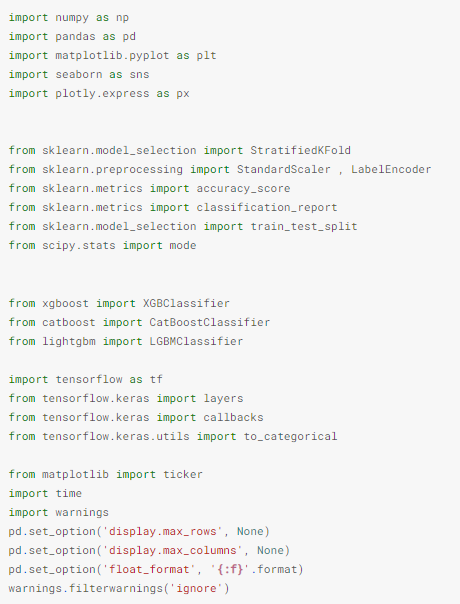 import numpy as np
import pandas as pd
import matplotlib.pyplot as plt
import seaborn as sns
import plotly.express as px
from sklearn.model_selection import StratifiedKFold
from sklearn.preprocessing import StandardScaler , LabelEncoder
from sklearn.metrics import accuracy_score
from sklearn.metrics import classification_report
from sklearn.model_selection import train_test_split
from scipy.stats import mode
from xgboost import XGBClassifier
from catboost import CatBoostClassifier
from lightgbm import LGBMClassifier
import tensorflow as tf
from tensorflow.keras import layers
from tensorflow.keras import callbacks
from tensorflow.keras.utils import to_categorical
from matplotlib import ticker
import time
import warnings
pd.set_option('display.max_rows', None)
pd.set_option('display.max_columns', None)
pd.set_option('float_format', '{:f}'.format)
warnings.filterwarnings('ignore')